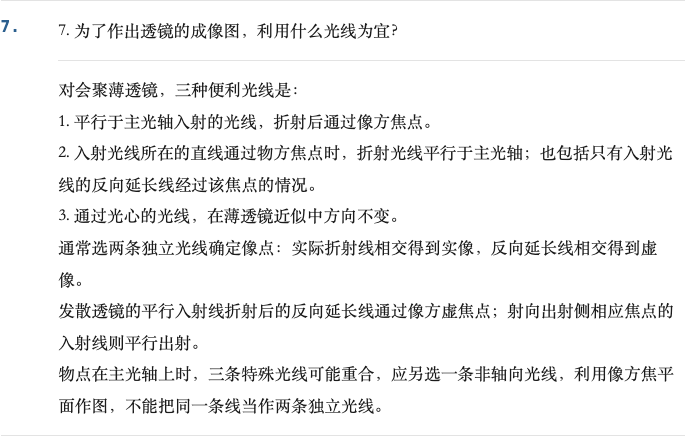 7.
7. 为了作出透镜的成像图，利用什么光线为宜？
对会聚薄透镜，三种便利光线是：
1. 平行于主光轴入射的光线，折射后通过像方焦点。
2. 入射光线所在的直线通过物方焦点时，折射光线平行于主光轴；也包括只有入射光
线的反向延长线经过该焦点的情况。
3. 通过光心的光线，在薄透镜近似中方向不变。
通常选两条独立光线确定像点：实际折射线相交得到实像，反向延长线相交得到虚
像。
发散透镜的平行入射线折射后的反向延长线通过像方虚焦点；射向出射侧相应焦点的
入射线则平行出射。
物点在主光轴上时，三条特殊光线可能重合，应另选一条非轴向光线，利用像方焦平
面作图，不能把同一条线当作两条独立光线。